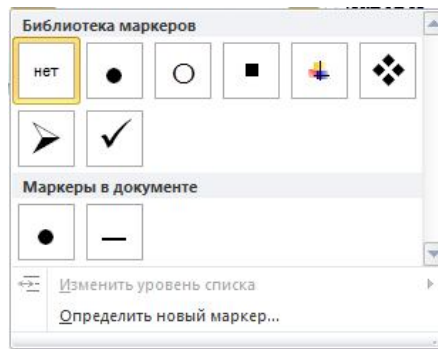 Библиотека маркеров
нет
Маркеры в документе
Изменить уровень списка
Определить новый маркер...